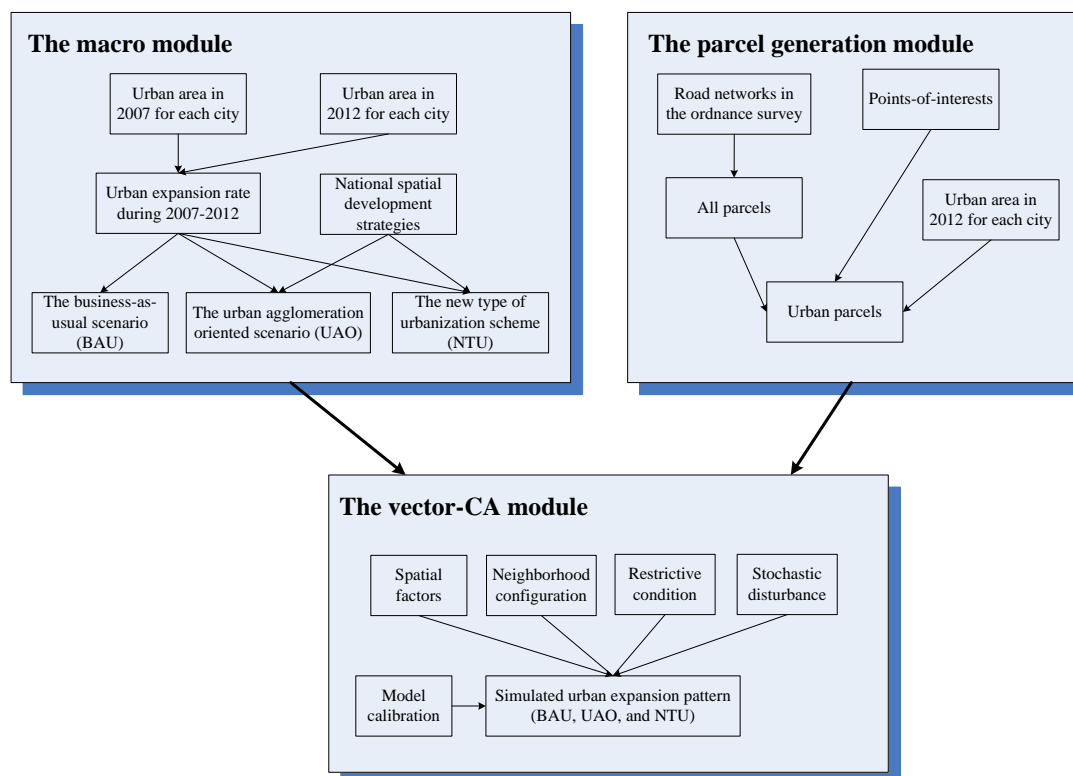 The macro module
Urban area in
2007 for each city
Urban area in
2012 for each city
Urban expansion rate
during 2007-2012
National spatial
development
strategies
The business-as-
usual scenario
(BAU)
The urban agglomeration
oriented scenario (UAO)
The new type of
urbanization scheme
(NTU)
The parcel generation module
Road networks in
the ordnance survey
Points-of-interests
All parcels
Urban area in
2012 for each city
Urban parcels
The vector-CA module
Spatial
factors
Neighborhood
configuration
Restrictive
condition
Stochastic
disturbance
Model
calibration
Simulated urban expansion pattern
(BAU, UAO, and NTU)